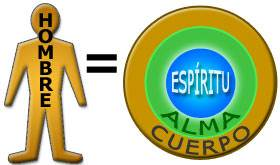 HOMBRE
=
ESPÍRITU
ALMA
CUERPO